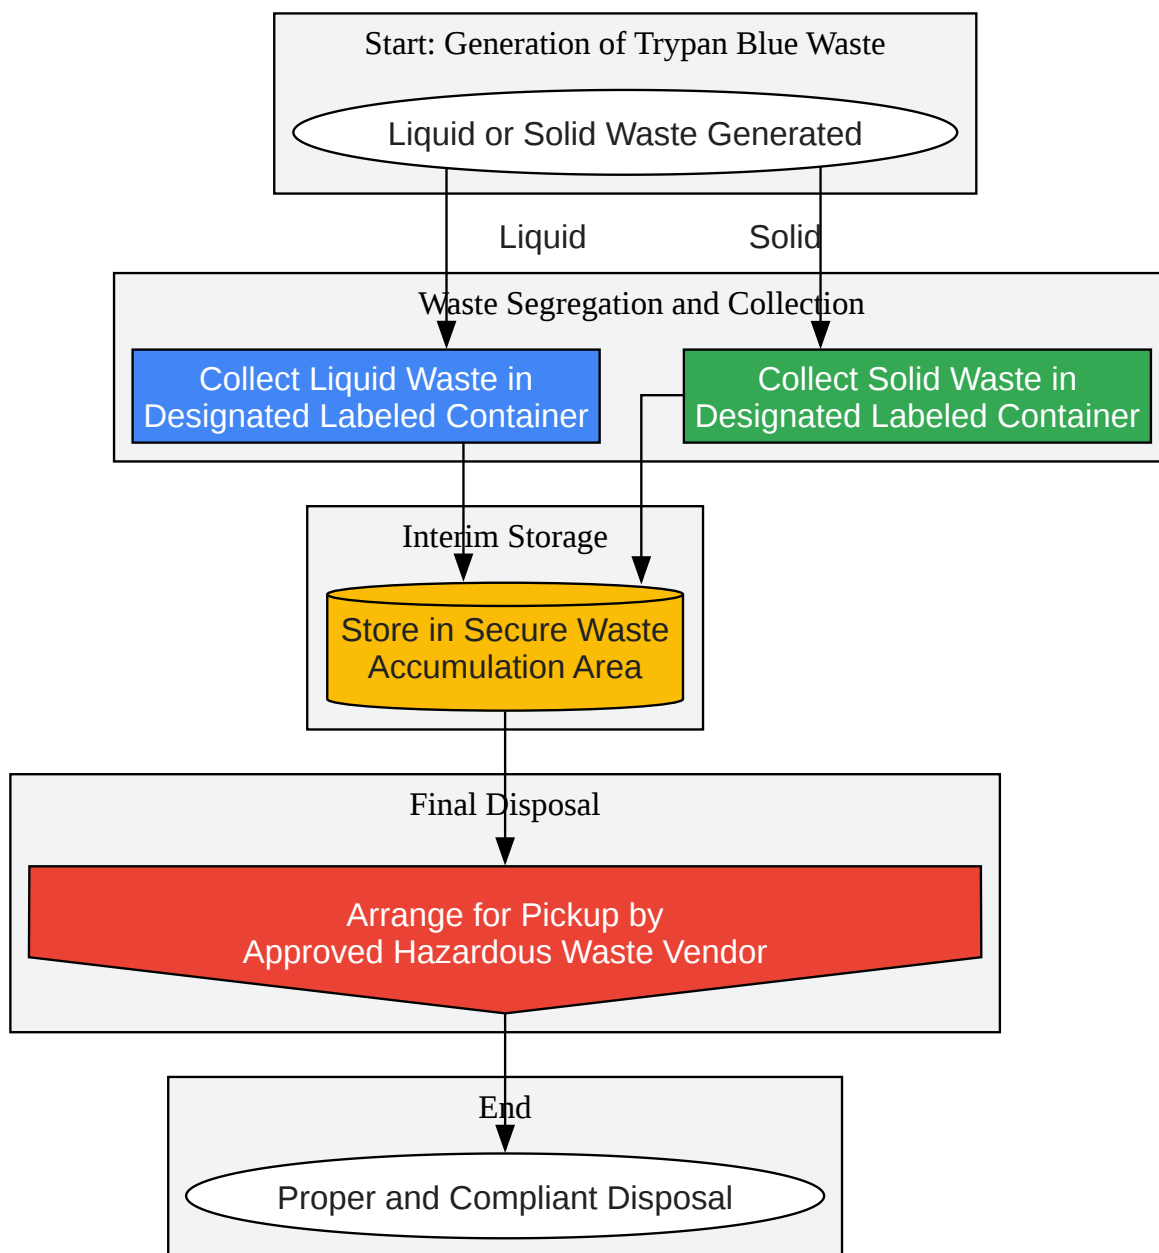 Start: Generation of Trypan Blue Waste
Liquid or Solid Waste Generated
Liquid
Solid
Waste Segregation and Collection
Collect Liquid Waste in
Designated Labeled Container
Collect Solid Waste in
Designated Labeled Container
Interim Storage
Store in Secure Waste
Accumulation Area
Final Disposal
Arrange for Pickup by
Approved Hazardous Waste Vendor
End
Proper and Compliant Disposal